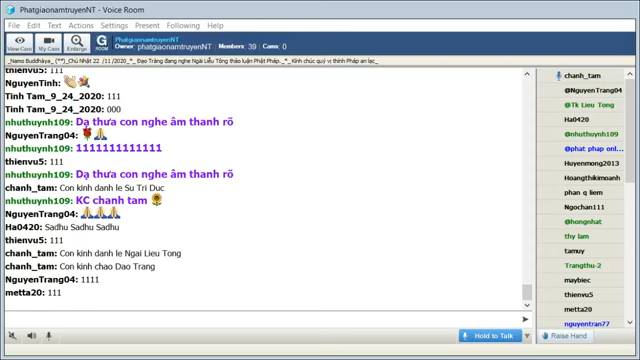 PhatgiaonamtruyenNT - Voice Room
File Edit Text Actions Settings Present Following Help
View Cam
My Cam
Enlarge
G
ROOM
PhatgiaonamtruyenNT
Owner: phatgiaonamtruyenNT Members: 39 Cams: 0
_Namo Buddhàya_ (**)_Chủ Nhật 22 /11 /2020_*_ Đạo Tràng đang nghe Ngài Liễu Tông thảo luận Phật Pháp._*_ Kính chúc quý vị thính Pháp an lạc_
thienvu5: 111
NguyenTinh:
Tinh Tam_9_24_2020: 111
Tinh Tam_9_24_2020: 000
nhuthuynh109: Dạ thưa con nghe âm thanh rõ
NguyenTrang04:
nhuthuynh109: 1111111111111
thienvu5: 111
nhuthuynh109: Dạ thưa con nghe âm thanh rõ
chanh_tam: Con kinh danh le Su Tri Duc
nhuthuynh109: KC chanh tam
NguyenTrang04:
Ha0420: Sadhu Sadhu Sadhu
thienvu5: 111
chanh_tam: Con kinh danh le Ngai Lieu Tong
chanh_tam: Con kinh chao Dao Trang
NguyenTrang04: 1111
metta20: 111
Hold to Talk
chanh_tam
@NguyenTrang04
@Tk Lieu Tong
Ha0420
@nhuthuynh109
@phat phap onl...
Huyenmong2013
Hoangthikimoanh
phan q liem
Ngochan111
@hongnhat
thy lam
tamuy
Trangthu-2
maybiec
thienvu5
metta20
nguyentran77
Raise Hand